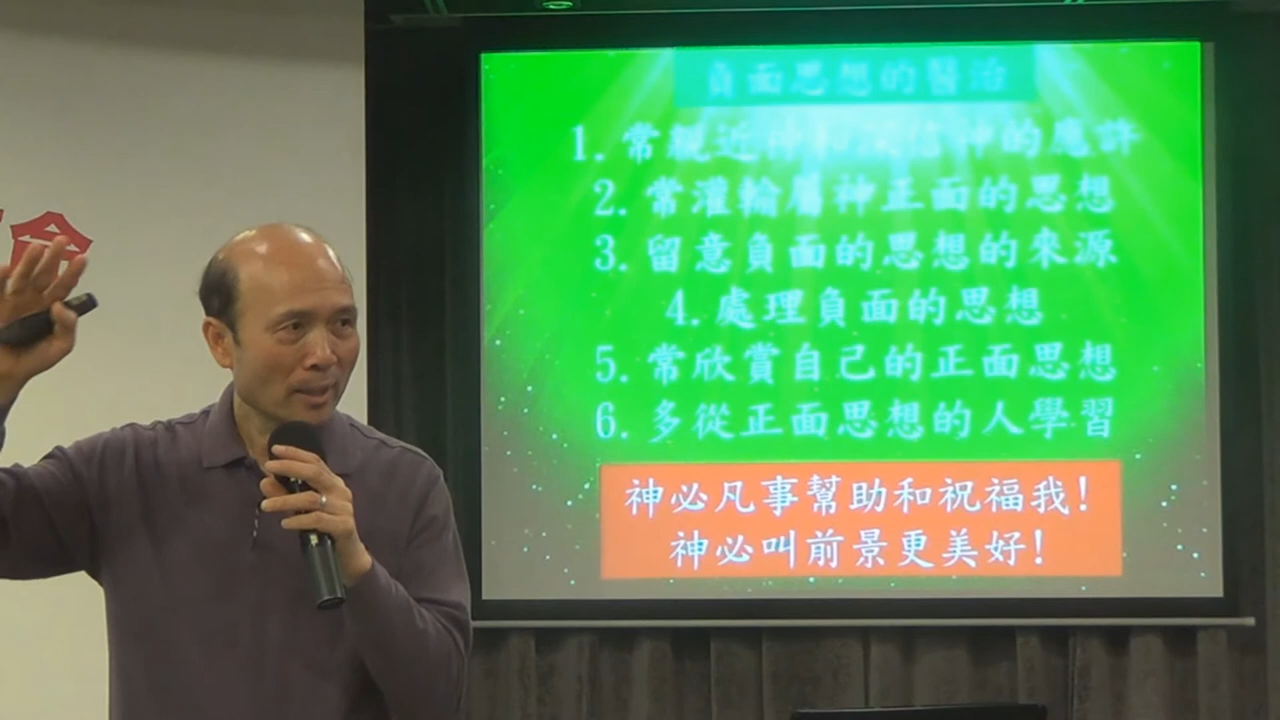 會
負面思想的醫治
1.常親近神和深信神的應許
2.常灌輸屬神正面的思想
3.留意負面的思想的來源
4.處理負面的思想
5.常欣賞自己的正面思想
6.多從正面思想的人學習
神必凡事幫助和祝福我!
神必叫前景更美好!